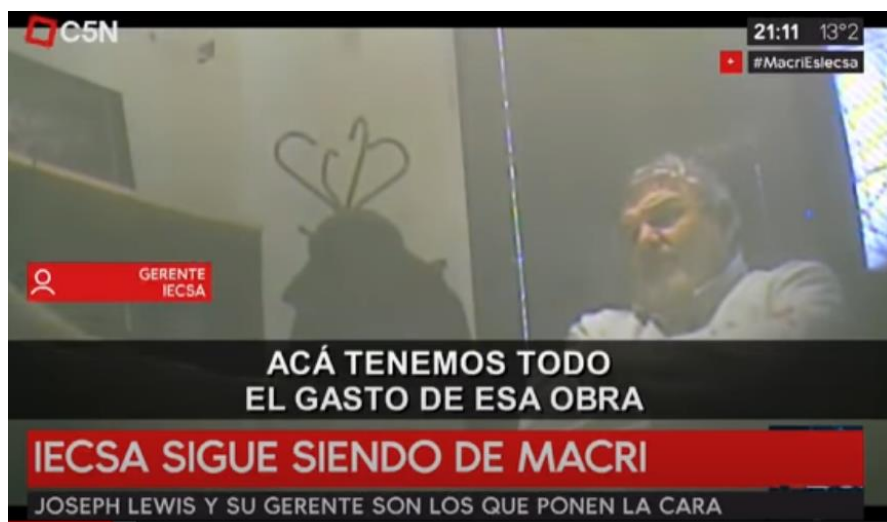 C5N
21:11 13°2
+ #MacriEsIecsa
GERENTE
IECSA
ACÁ TENEMOS TODO
EL GASTO DE ESA OBRA
IECSA SIGUE SIENDO DE MACRI
JOSEPH LEWIS Y SU GERENTE SON LOS QUE PONEN LA CARA